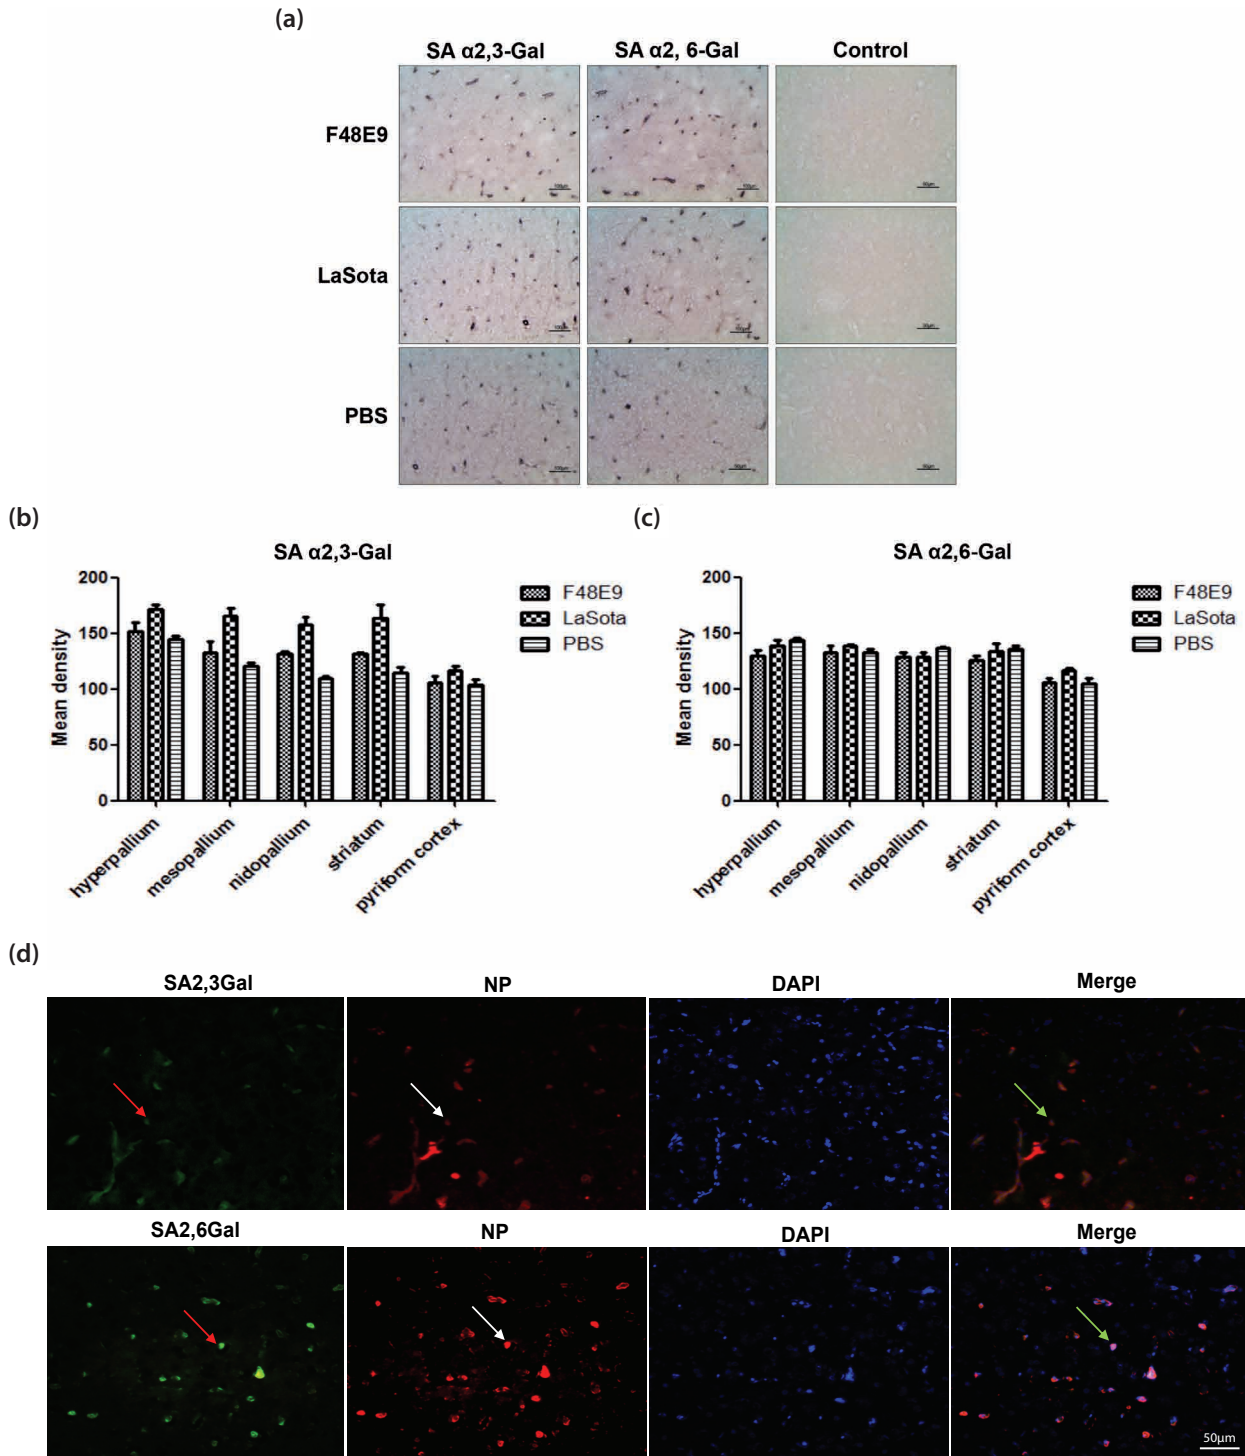 (a)
SA α2,3-Gal SA α2, 6-Gal Control
F48E9
LaSota
PBS
(b)
SA α2,3-Gal
Mean density
200
150
100
50
0
F48E9
LaSota
PBS
hyperpallium
mesopallium
nidopallium
striatum
pyriform cortex
(c)
SA α2,6-Gal
Mean density
200
150
100
50
0
F48E9
LaSota
PBS
hyperpallium
mesopallium
nidopallium
striatum
pyriform cortex
(d)
SA2,3Gal NP DAPI Merge
SA2,6Gal NP DAPI Merge
50μm